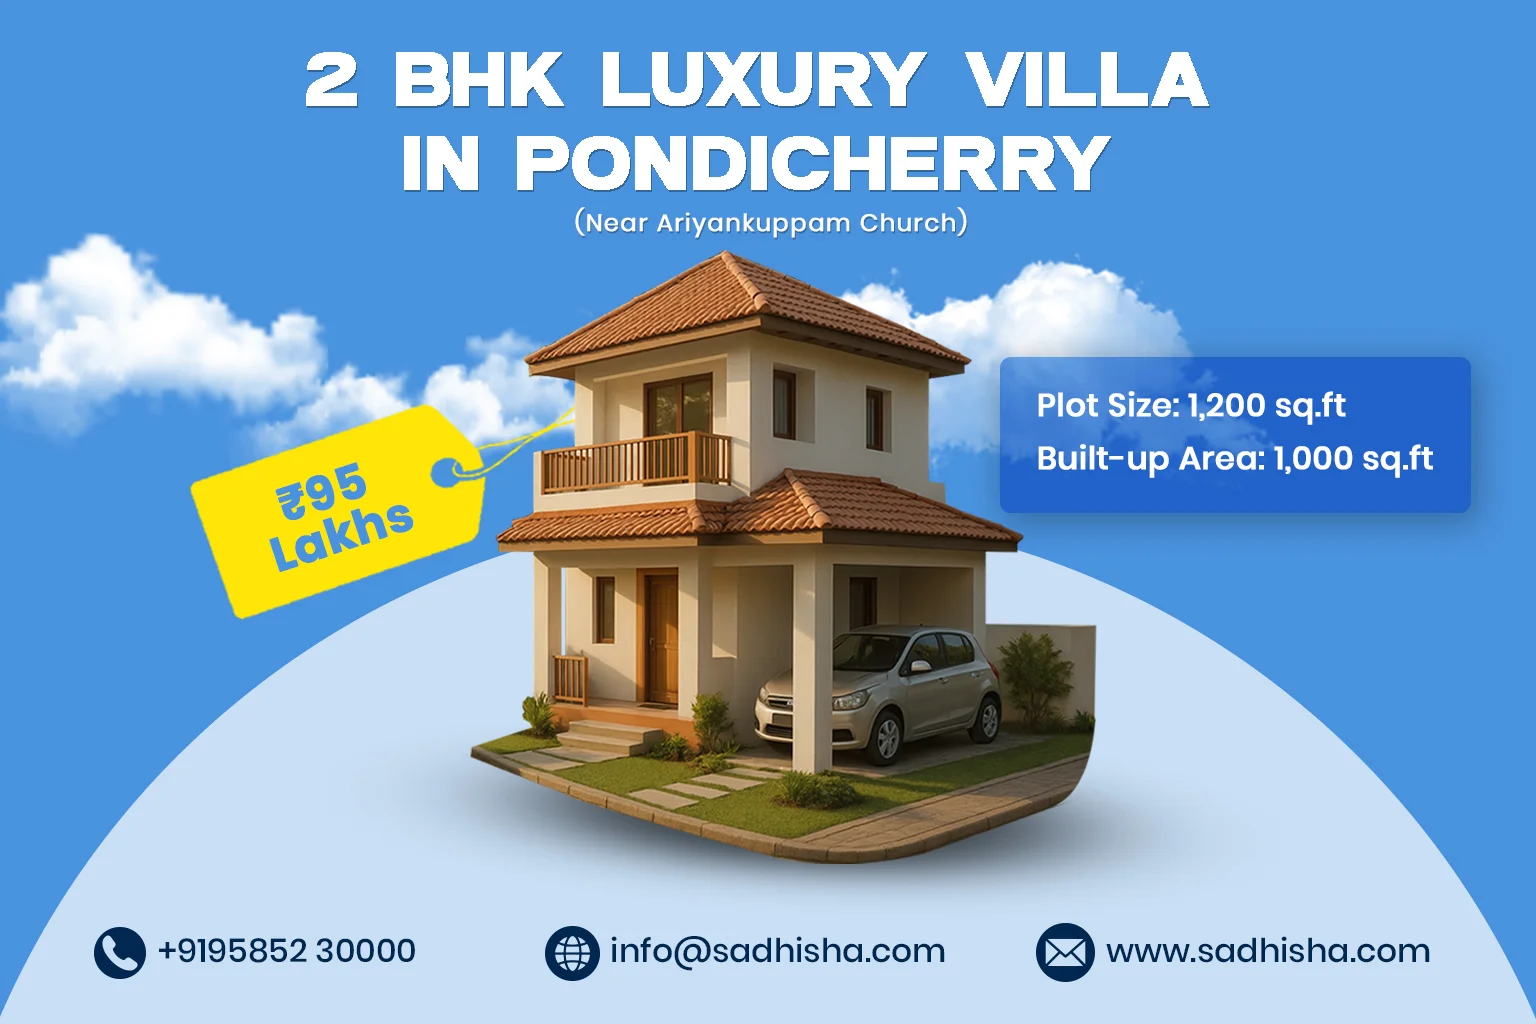 2 BHK LUXURY VILLA
IN PONDICHERRY
(Near Ariyankuppam Church)
₹95
Lakhs
Plot Size: 1,200 sq.ft
Built-up Area: 1,000 sq.ft
+9195852 30000
info@sadhisha.com
www.sadhisha.com